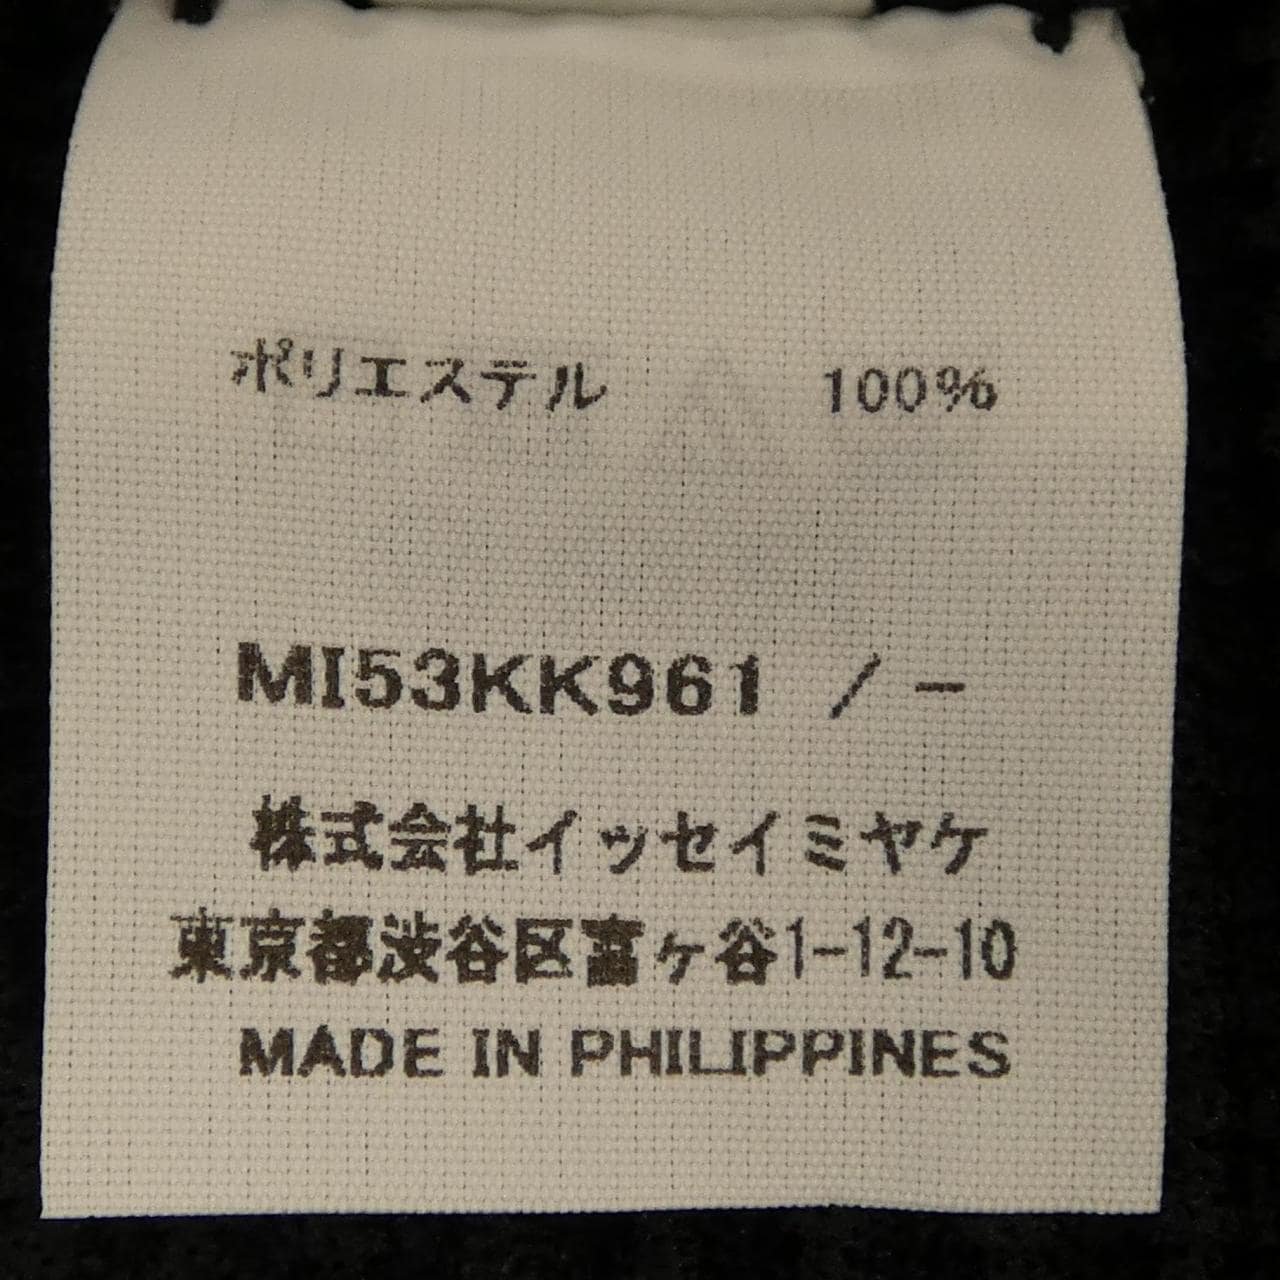 ポリエステル 100%
MI53KK961 / -
株式会社イッセイミヤケ
東京都渋谷区富ヶ谷1-12-10
MADE IN PHILIPPINES